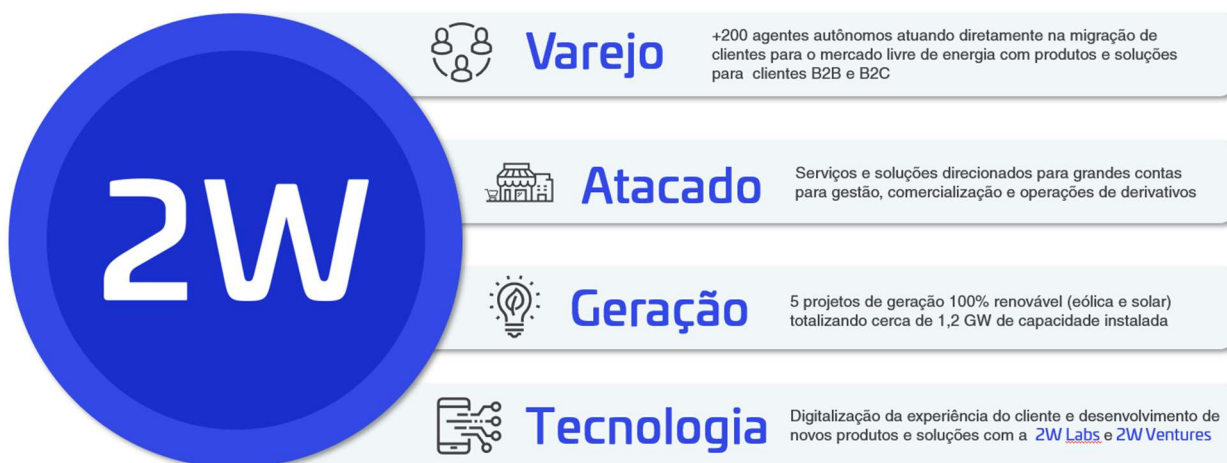 2W
Varejo
+200 agentes autônomos atuando diretamente na migração de
clientes para o mercado livre de energia com produtos e soluções
para clientes B2B e B2C
Atacado
Serviços e soluções direcionados para grandes contas
para gestão, comercialização e operações de derivativos
Geração
5 projetos de geração 100% renovável (eólica e solar)
totalizando cerca de 1,2 GW de capacidade instalada
Tecnologia
Digitalização da experiência do cliente e desenvolvimento de
novos produtos e soluções com a 2W Labs e 2W Ventures